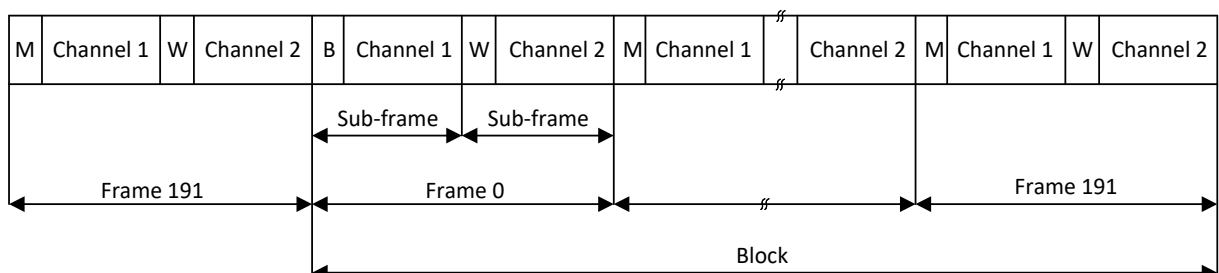 M Channel 1 W Channel 2 B Channel 1 W Channel 2 M Channel 1 Channel 2 M Channel 1 W Channel 2
Sub-frame Sub-frame
Frame 191 Frame 0 Frame 191
Block